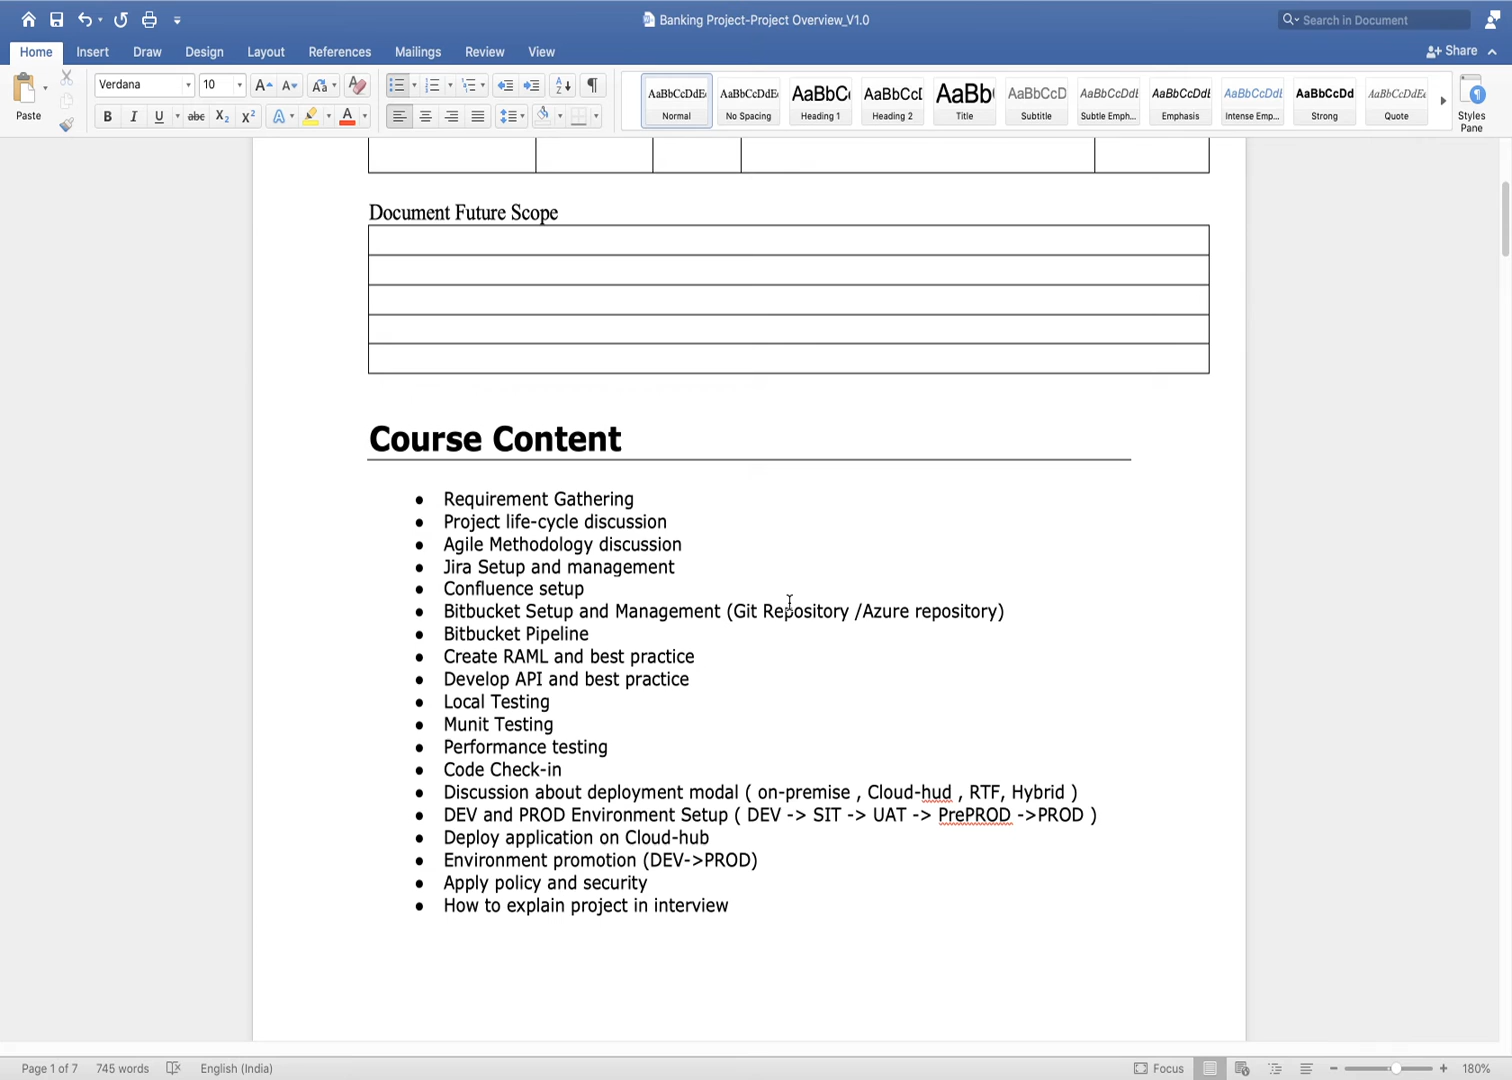 Banking Project-Project Overview_V1.0
Search in Document
Home Insert Draw Design Layout References Mailings Review View
Share
Paste
Verdana 10
B I U abc X2 X2
AaBbCcDdEe AaBbCcDdEe AaBbC AaBbCcD AaBb AaBbCcD AaBbCcDdE AaBbCcDdE AaBbCcDdE AaBbCcDd AaBbCcDdEe
Normal No Spacing Heading 1 Heading 2 Title Subtitle Subtle Emph... Emphasis Intense Emp... Strong Quote
Styles Pane
Document Future Scope
Course Content
• Requirement Gathering
• Project life-cycle discussion
• Agile Methodology discussion
• Jira Setup and management
• Confluence setup
• Bitbucket Setup and Management (Git Repository /Azure repository)
• Bitbucket Pipeline
• Create RAML and best practice
• Develop API and best practice
• Local Testing
• Munit Testing
• Performance testing
• Code Check-in
• Discussion about deployment modal ( on-premise , Cloud-hud , RTF, Hybrid )
• DEV and PROD Environment Setup ( DEV -> SIT -> UAT -> PrePROD ->PROD )
• Deploy application on Cloud-hub
• Environment promotion (DEV->PROD)
• Apply policy and security
• How to explain project in interview
Page 1 of 7 745 words English (India) Focus 180%